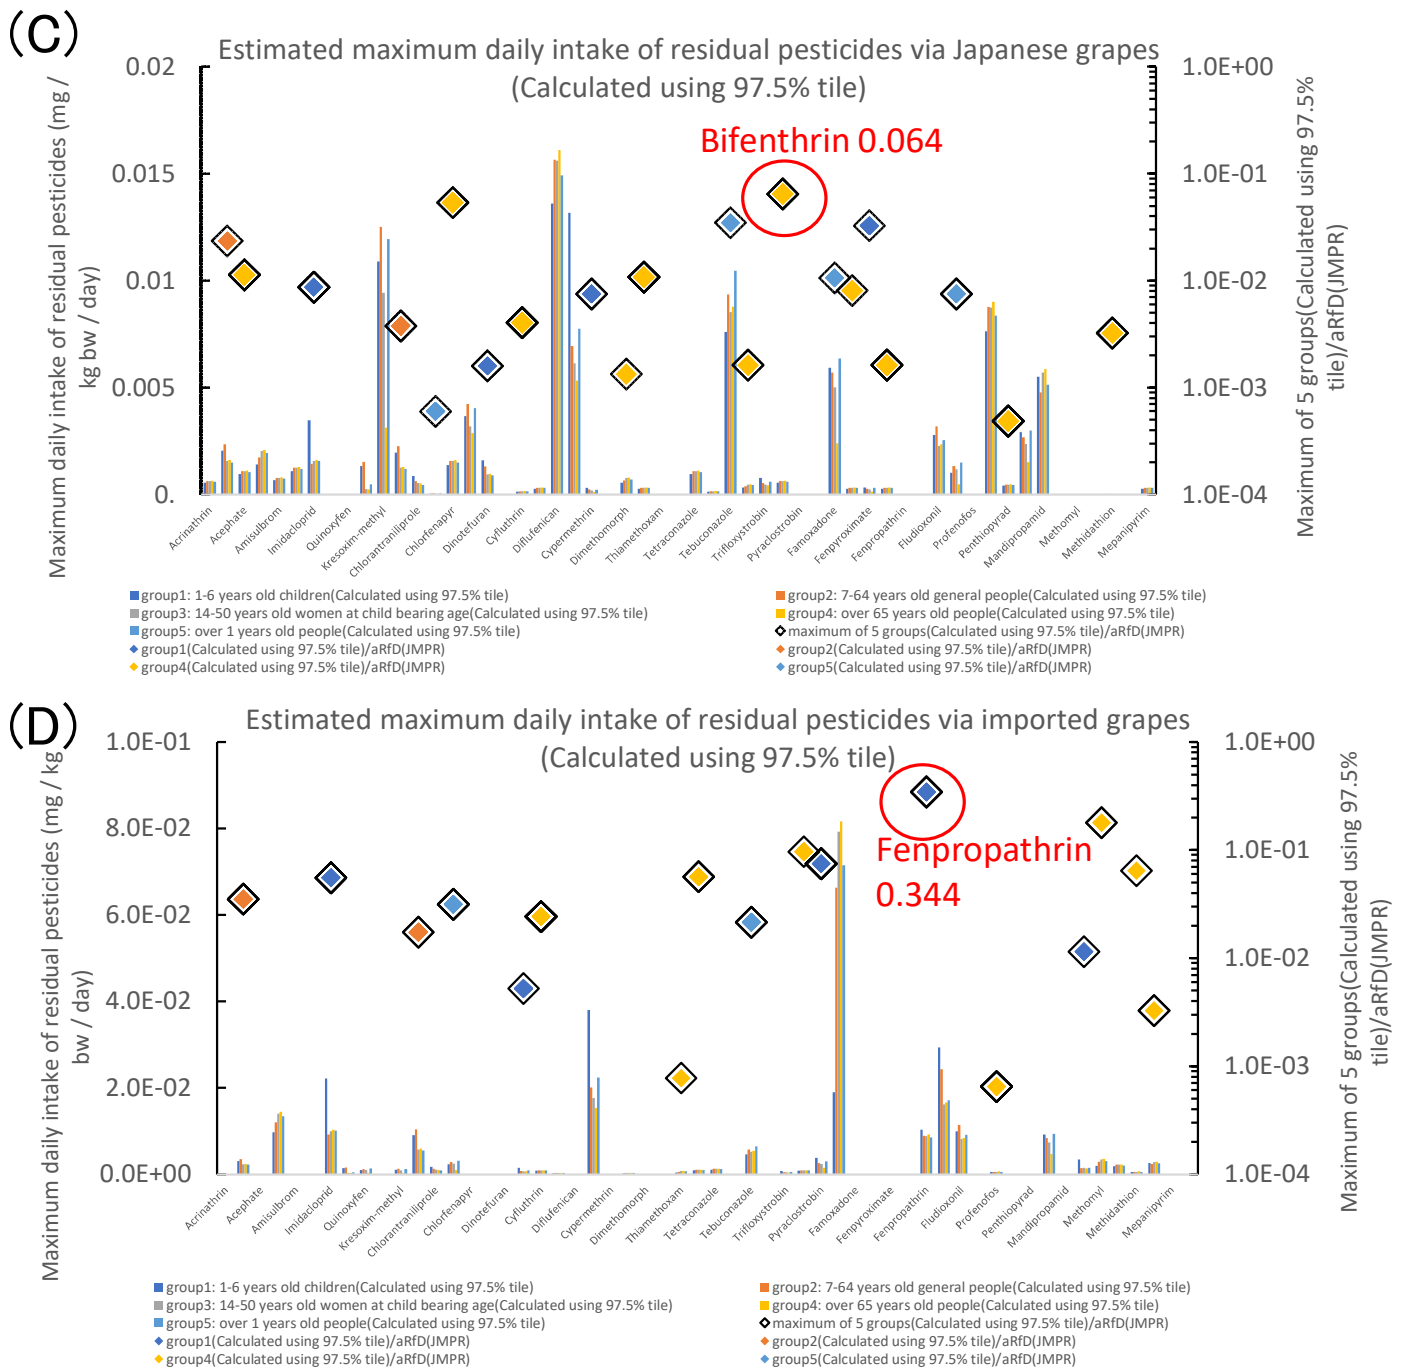 (C)
Estimated maximum daily intake of residual pesticides via Japanese grapes
(Calculated using 97.5% tile)
Maximum daily intake of residual pesticides (mg /
kg bw / day)
0.02
0.015
0.01
0.005
0.
Bifenthrin 0.064
1.0E+00
1.0E-01
1.0E-02
1.0E-03
1.0E-04
Maximum of 5 groups(Calculated using 97.5%
tile)/aRfD(JMPR)
Acrinathrin
Acephate
Amisulbrom
Imidacloprid
Quinoxyfen
Kresoxim-methyl
Chlorantraniliprole
Chlorfenapyr
Dinotefuran
Cyfluthrin
Diflufenican
Cypermethrin
Dimethomorph
Thiamethoxam
Tetraconazole
Tebuconazole
Trifloxystrobin
Pyraclostrobin
Famoxadone
Fenpyroximate
Fenpropathrin
Fludioxonil
Profenofos
Penthiopyrad
Mandipropamid
Methomyl
Methidathion
Mepanipyrim
group1: 1-6 years old children(Calculated using 97.5% tile)
group2: 7-64 years old general people(Calculated using 97.5% tile)
group3: 14-50 years old women at child bearing age(Calculated using 97.5% tile)
group4: over 65 years old people(Calculated using 97.5% tile)
group5: over 1 years old people(Calculated using 97.5% tile)
maximum of 5 groups(Calculated using 97.5% tile)/aRfD(JMPR)
group1(Calculated using 97.5% tile)/aRfD(JMPR)
group2(Calculated using 97.5% tile)/aRfD(JMPR)
group4(Calculated using 97.5% tile)/aRfD(JMPR)
group5(Calculated using 97.5% tile)/aRfD(JMPR)
(D)
Estimated maximum daily intake of residual pesticides via imported grapes
(Calculated using 97.5% tile)
Maximum daily intake of residual pesticides (mg / kg
bw / day)
1.0E-01
8.0E-02
6.0E-02
4.0E-02
2.0E-02
0.0E+00
Fenpropathrin
0.344
1.0E+00
1.0E-01
1.0E-02
1.0E-03
1.0E-04
Maximum of 5 groups(Calculated using 97.5%
tile)/aRfD(JMPR)
Acrinathrin
Acephate
Amisulbrom
Imidacloprid
Quinoxyfen
Kresoxim-methyl
Chlorantraniliprole
Chlorfenapyr
Dinotefuran
Cyfluthrin
Diflufenican
Cypermethrin
Dimethomorph
Thiamethoxam
Tetraconazole
Tebuconazole
Trifloxystrobin
Pyraclostrobin
Famoxadone
Fenpyroximate
Fenpropathrin
Fludioxonil
Profenofos
Penthiopyrad
Mandipropamid
Methomyl
Methidathion
Mepanipyrim
group1: 1-6 years old children(Calculated using 97.5% tile)
group2: 7-64 years old general people(Calculated using 97.5% tile)
group3: 14-50 years old women at child bearing age(Calculated using 97.5% tile)
group4: over 65 years old people(Calculated using 97.5% tile)
group5: over 1 years old people(Calculated using 97.5% tile)
maximum of 5 groups(Calculated using 97.5% tile)/aRfD(JMPR)
group1(Calculated using 97.5% tile)/aRfD(JMPR)
group2(Calculated using 97.5% tile)/aRfD(JMPR)
group4(Calculated using 97.5% tile)/aRfD(JMPR)
group5(Calculated using 97.5% tile)/aRfD(JMPR)